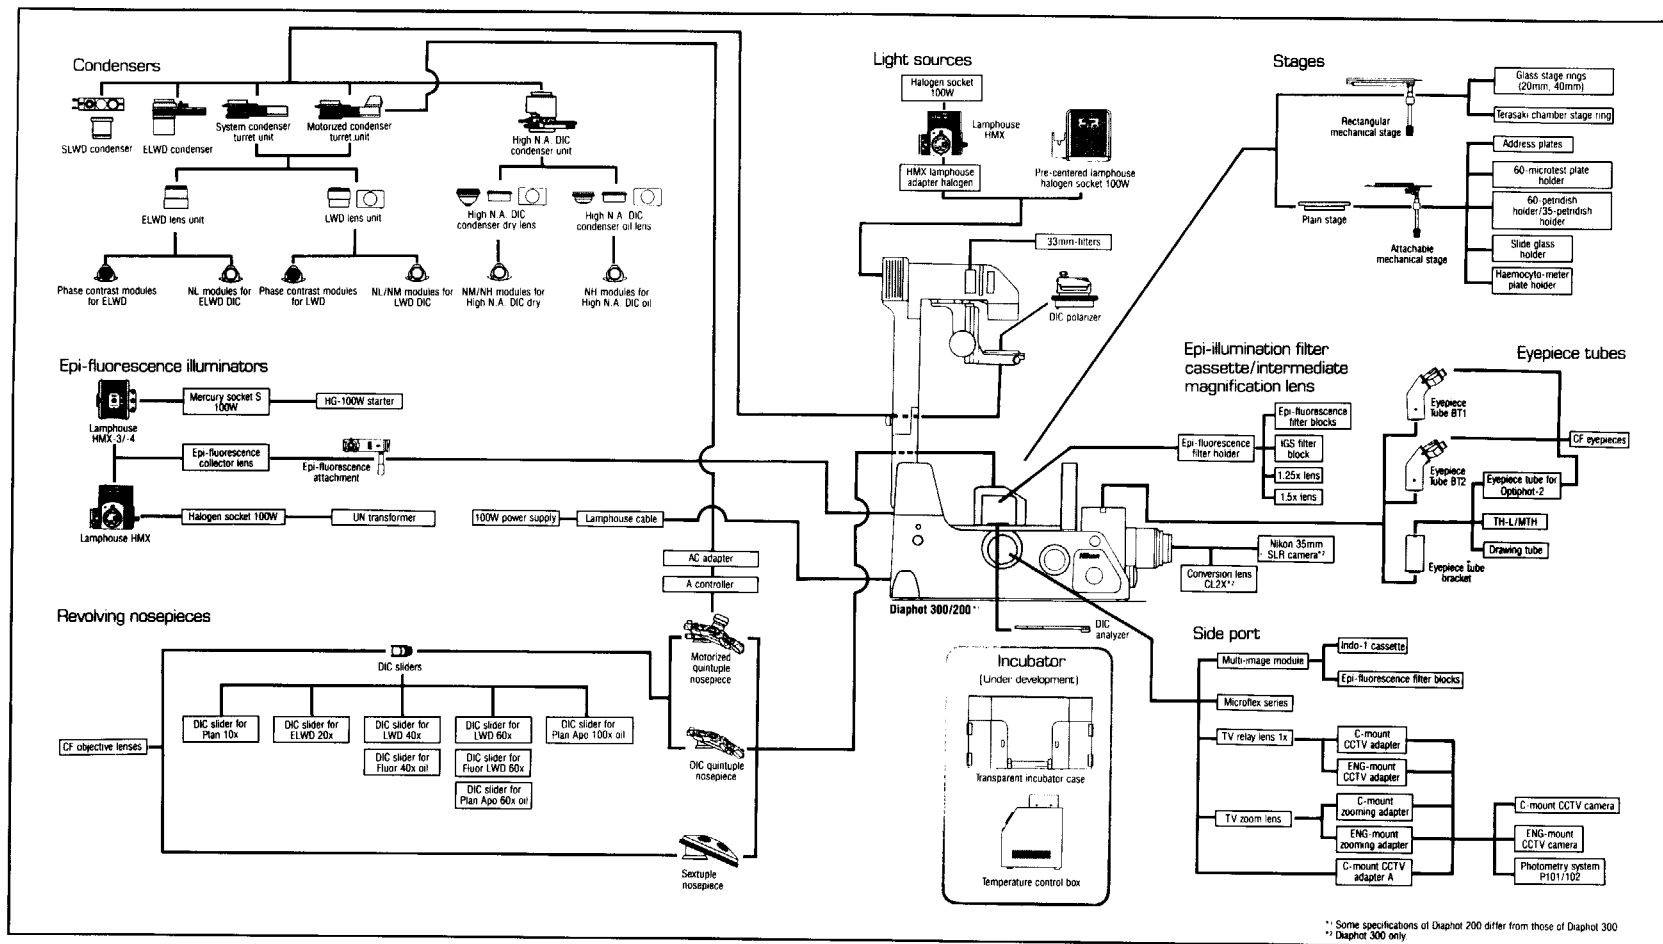 Condensers
SLWD condenser
ELWD condenser
System condenser
turret unit
Motorized condenser
turret unit
High N.A. DIC
condenser unit
ELWD lens unit
LWD lens unit
High N.A. DIC
condenser dry lens
High N.A. DIC
condenser oil lens
Phase contrast modules
for ELWD
NL modules for
ELWD DIC
Phase contrast modules
for LWD
NL/NM modules for
LWD DIC
NM/NH modules for
High N.A. DIC dry
NH modules for
High N.A. DIC oil
Light sources
Halogen socket
100W
Lamphouse
HMX
HMX lamphouse
adapter halogen
Pre-centered lamphouse
halogen socket 100W
33mm-filters
DIC polarizer
Stages
Rectangular
mechanical stage
Glass stage rings
(20mm, 40mm)
Terasaki chamber stage ring
Plain stage
Attachable
mechanical stage
Address plates
60-microtest plate
holder
60-petridish
holder/35-petridish
holder
Slide glass
holder
Haemocyto-meter
plate holder
Epi-fluorescence illuminators
Lamphouse
HMX-3/-4
Mercury socket S
100W
HG-100W starter
Epi-fluorescence
collector lens
Epi-fluorescence
attachment
Lamphouse HMX
Halogen socket 100W
UN transformer
100W power supply
Lamphouse cable
AC adapter
A controller
Epi-illumination filter
cassette/intermediate
magnification lens
Epi-fluorescence
filter holder
Epi-fluorescence
filter blocks
IGS filter
block
1.25x lens
1.5x lens
Eyepiece tubes
Eyepiece
Tube BT1
Eyepiece
Tube BT2
CF eyepieces
Eyepiece tube for
Optiphot-2
TH-L/MTH
Drawing tube
Eyepiece tube
bracket
Nikon
Nikon 35mm
SLR camera*²
Conversion lens
CL2X*²
Diaphot 300/200*¹
DIC
analyzer
Revolving nosepieces
CF objective lenses
DIC sliders
DIC slider for
Plan 10x
DIC slider for
ELWD 20x
DIC slider for
LWD 40x
DIC slider for
LWD 60x
DIC slider for
Plan Apo 100x oil
DIC slider for
Fluor 40x oil
DIC slider for
Fluor LWD 60x
DIC slider for
Plan Apo 60x oil
Motorized
quintuple
nosepiece
DIC quintuple
nosepiece
Sextuple
nosepiece
Incubator
(Under development)
Transparent incubator case
Temperature control box
Side port
Multi-image module
Indo-1 cassette
Epi-fluorescence filter blocks
Microflex series
TV relay lens 1x
C-mount
CCTV adapter
ENG-mount
CCTV adapter
TV zoom lens
C-mount
zooming adapter
ENG-mount
zooming adapter
C-mount CCTV
adapter A
C-mount CCTV camera
ENG-mount
CCTV camera
Photometry system
P101/102
*¹ Some specifications of Diaphot 200 differ from those of Diaphot 300
*² Diaphot 300 only.